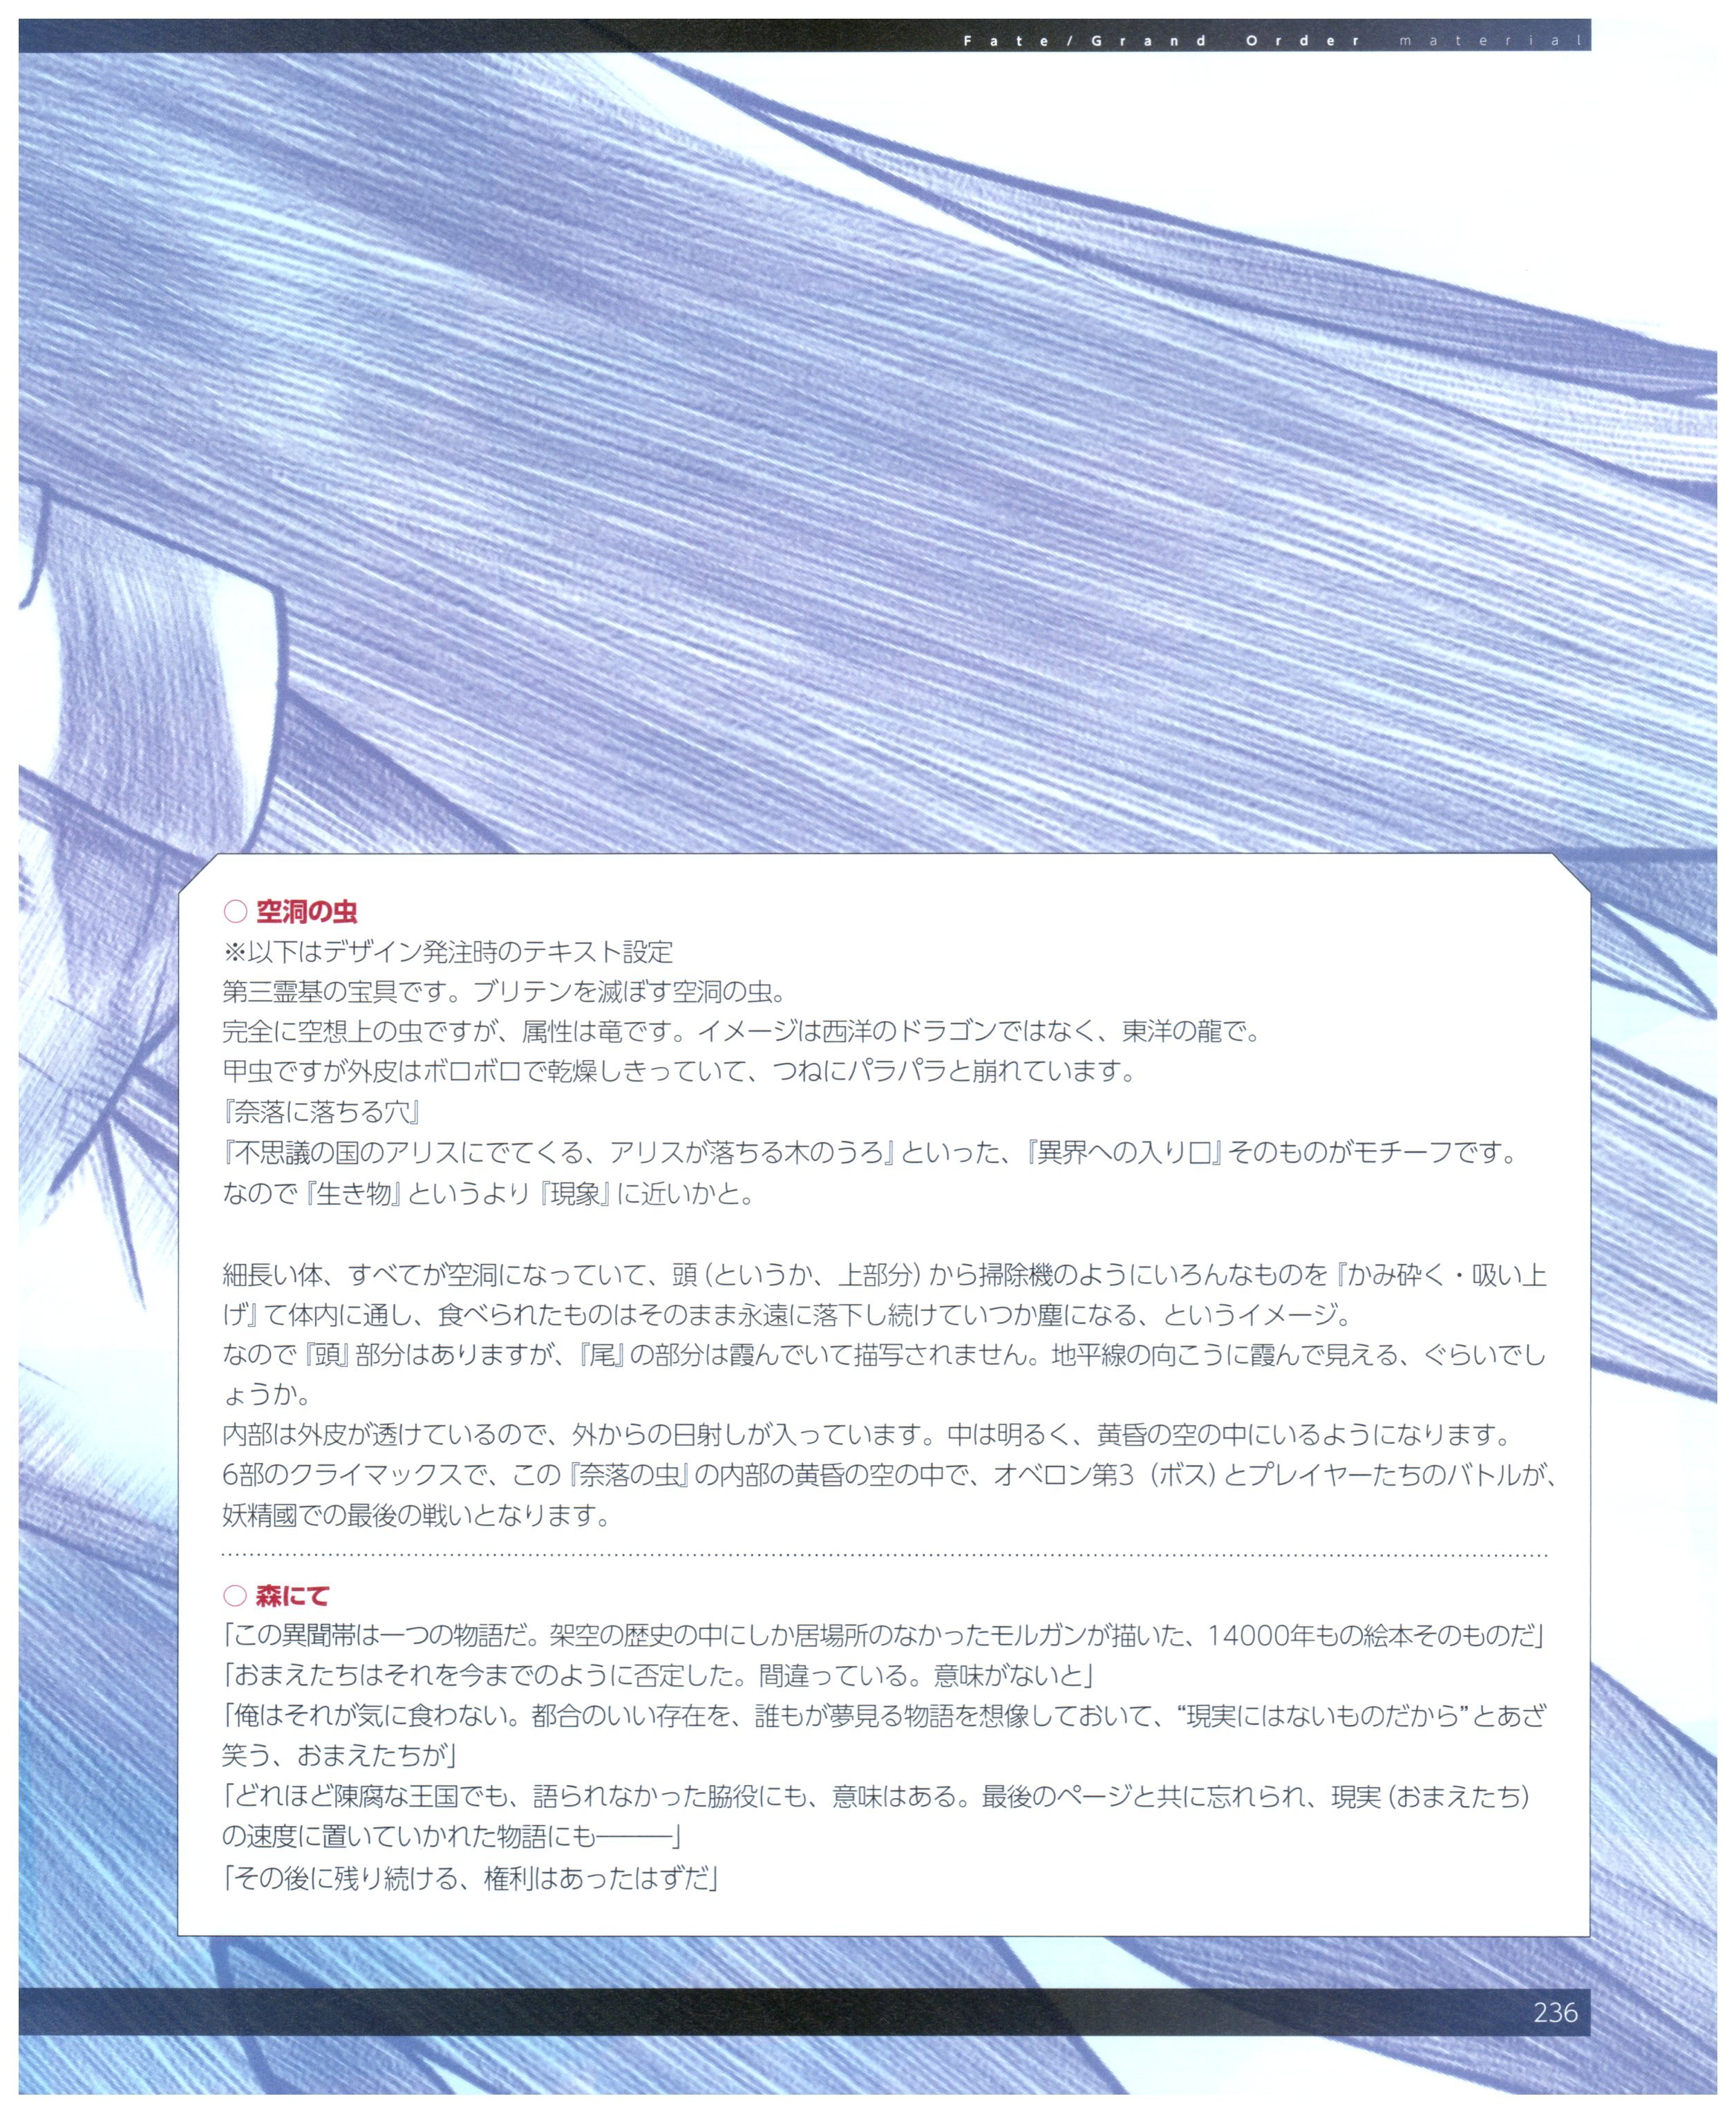 Fate/Grand Order material
○ 空洞の虫
※以下はデザイン発注時のテキスト設定
第三霊基の宝具です。ブリテンを滅ぼす空洞の虫。
完全に空想上の虫ですが、属性は竜です。イメージは西洋のドラゴンではなく、東洋の龍で。
甲虫ですが外皮はボロボロで乾燥しきっていて、つねにパラパラと崩れています。
『奈落に落ちる穴』
『不思議の国のアリスにでてくる、アリスが落ちる木のうろ』といった、『異界への入り口』そのものがモチーフです。
なので『生き物』というより『現象』に近いかと。
細長い体、すべてが空洞になっていて、頭（というか、上部分）から掃除機のようにいろんなものを『かみ砕く・吸い上
げ』て体内に通し、食べられたものはそのまま永遠に落下し続けていつか塵になる、というイメージ。
なので『頭』部分はありますが、『尾』の部分は霞んでいて描写されません。地平線の向こうに霞んで見える、ぐらいでし
ょうか。
内部は外皮が透けているので、外からの日射しが入っています。中は明るく、黄昏の空の中にいるようになります。
6部のクライマックスで、この『奈落の虫』の内部の黄昏の空の中で、オベロン第3（ボス）とプレイヤーたちのバトルが、
妖精國での最後の戦いとなります。
○ 森にて
「この異聞帯は一つの物語だ。架空の歴史の中にしか居場所のなかったモルガンが描いた、14000年もの絵本そのものだ」
「おまえたちはそれを今までのように否定した。間違っている。意味がないと」
「俺はそれが気に食わない。都合のいい存在を、誰もが夢見る物語を想像しておいて、“現実にはないものだから”とあざ
笑う、おまえたちが」
「どれほど陳腐な王国でも、語られなかった脇役にも、意味はある。最後のページと共に忘れられ、現実（おまえたち）
の速度に置いていかれた物語にも———」
「その後に残り続ける、権利はあったはずだ」
236